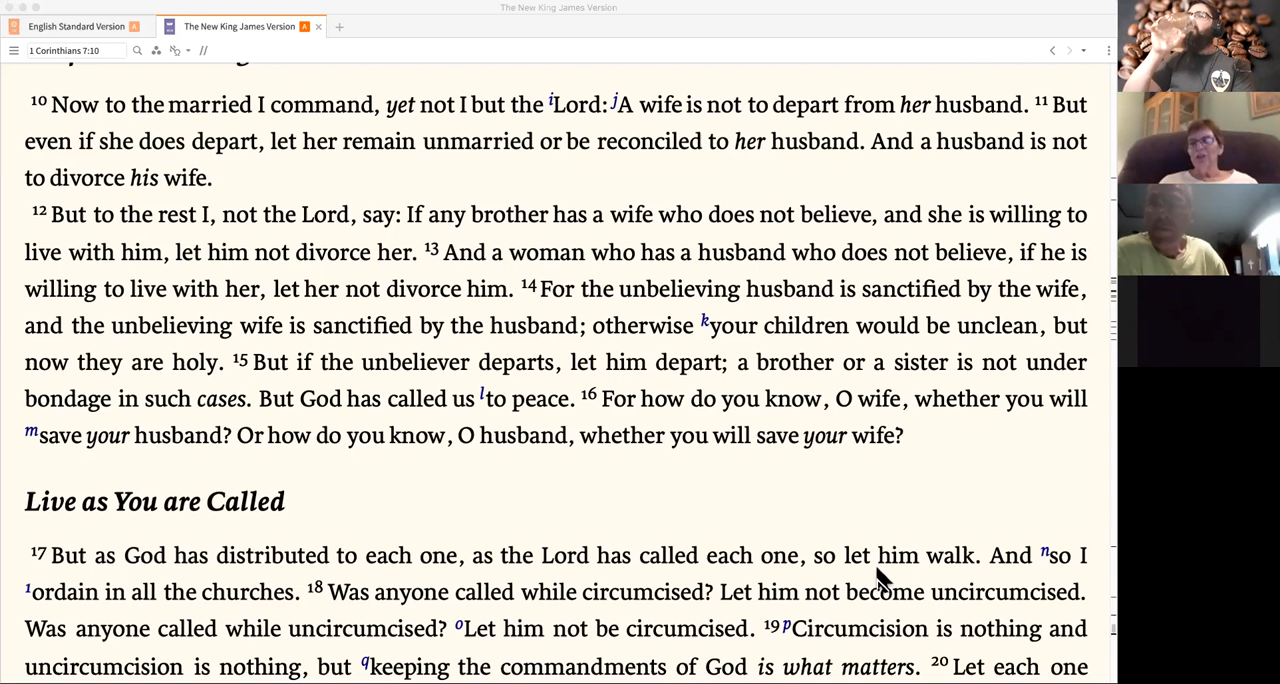 The New King James Version
English Standard Version A
The New King James Version A
1 Corinthians 7:10
10 Now to the married I command, yet not I but the iLord: jA wife is not to depart from her husband. 11 But
even if she does depart, let her remain unmarried or be reconciled to her husband. And a husband is not
to divorce his wife.
12 But to the rest I, not the Lord, say: If any brother has a wife who does not believe, and she is willing to
live with him, let him not divorce her. 13 And a woman who has a husband who does not believe, if he is
willing to live with her, let her not divorce him. 14 For the unbelieving husband is sanctified by the wife,
and the unbelieving wife is sanctified by the husband; otherwise kyour children would be unclean, but
now they are holy. 15 But if the unbeliever departs, let him depart; a brother or a sister is not under
bondage in such cases. But God has called us lto peace. 16 For how do you know, O wife, whether you will
msave your husband? Or how do you know, O husband, whether you will save your wife?
Live as You are Called
17 But as God has distributed to each one, as the Lord has called each one, so let him walk. And nso I
1ordain in all the churches. 18 Was anyone called while circumcised? Let him not become uncircumcised.
Was anyone called while uncircumcised? oLet him not be circumcised. 19 pCircumcision is nothing and
uncircumcision is nothing, but qkeeping the commandments of God is what matters. 20 Let each one